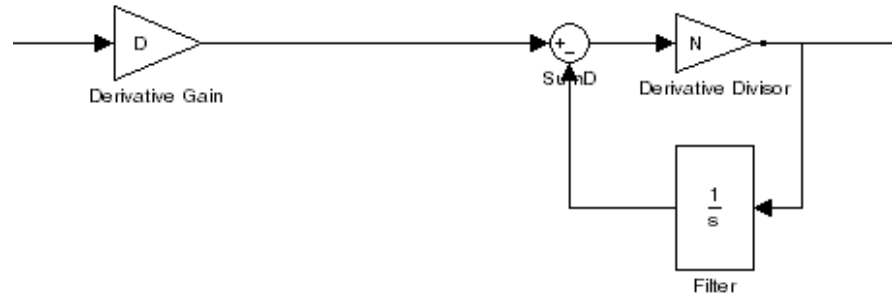 D
+
−
N
SumD
Derivative Gain
Derivative Divisor
1
s
Filter